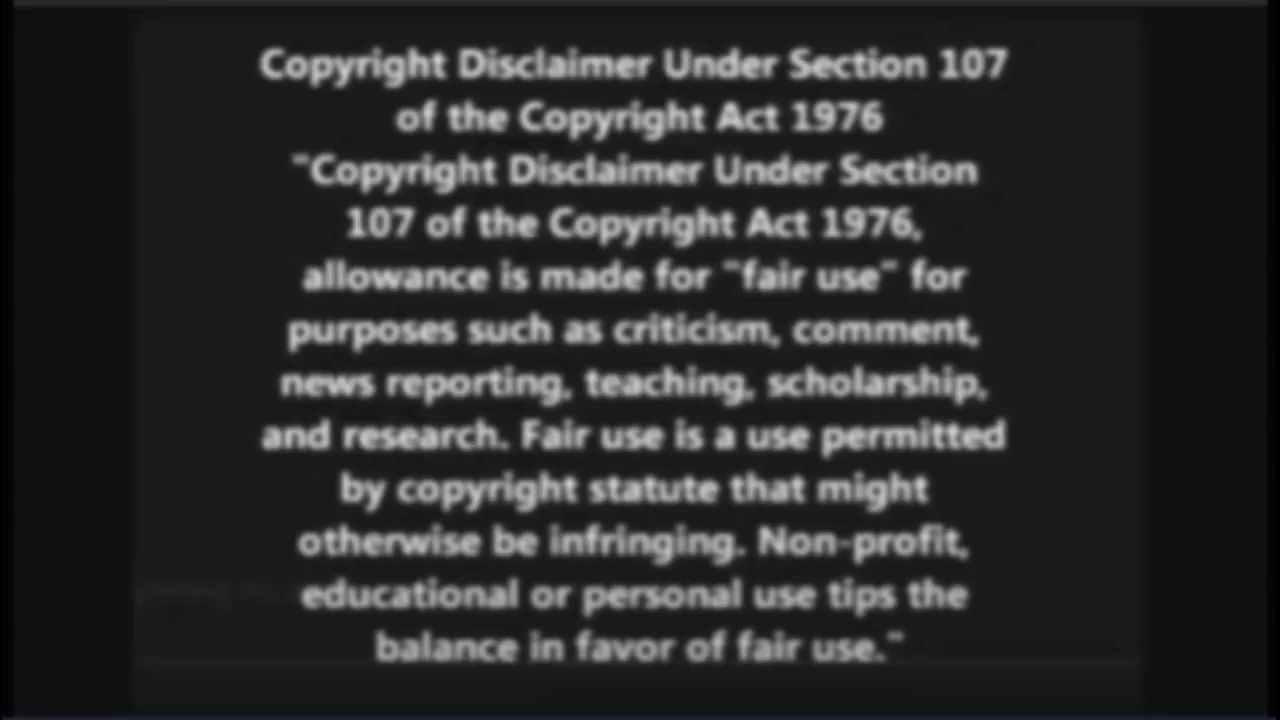 Copyright Disclaimer Under Section 107
of the Copyright Act 1976
"Copyright Disclaimer Under Section
107 of the Copyright Act 1976,
allowance is made for "fair use" for
purposes such as criticism, comment,
news reporting, teaching, scholarship,
and research. Fair use is a use permitted
by copyright statute that might
otherwise be infringing. Non-profit,
educational or personal use tips the
balance in favor of fair use."